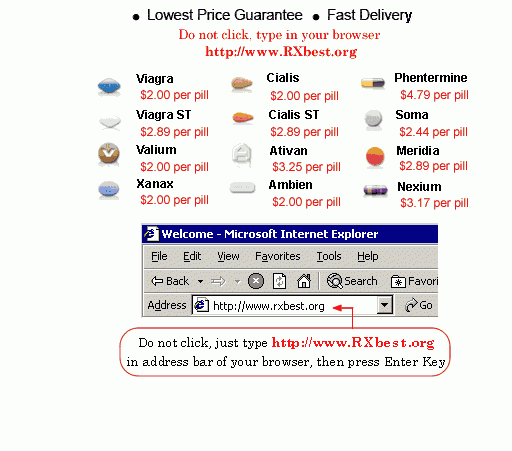 • Lowest Price Guarantee • Fast Delivery
Do not click, type in your browser
http://www.RXbest.org
Viagra Cialis Phentermine
$2.00 per pill $2.00 per pill $4.79 per pill
Viagra ST Cialis ST Soma
$2.89 per pill $2.89 per pill $2.44 per pill
Valium Ativan Meridia
$2.00 per pill $3.25 per pill $2.89 per pill
Xanax Ambien Nexium
$2.00 per pill $2.00 per pill $3.17 per pill
Welcome - Microsoft Internet Explorer
File Edit View Favorites Tools Help
Back Search Favori
Address http://www.rxbest.org Go
Do not click, just type http://www.RXbest.org
in address bar of your browser, then press Enter Key